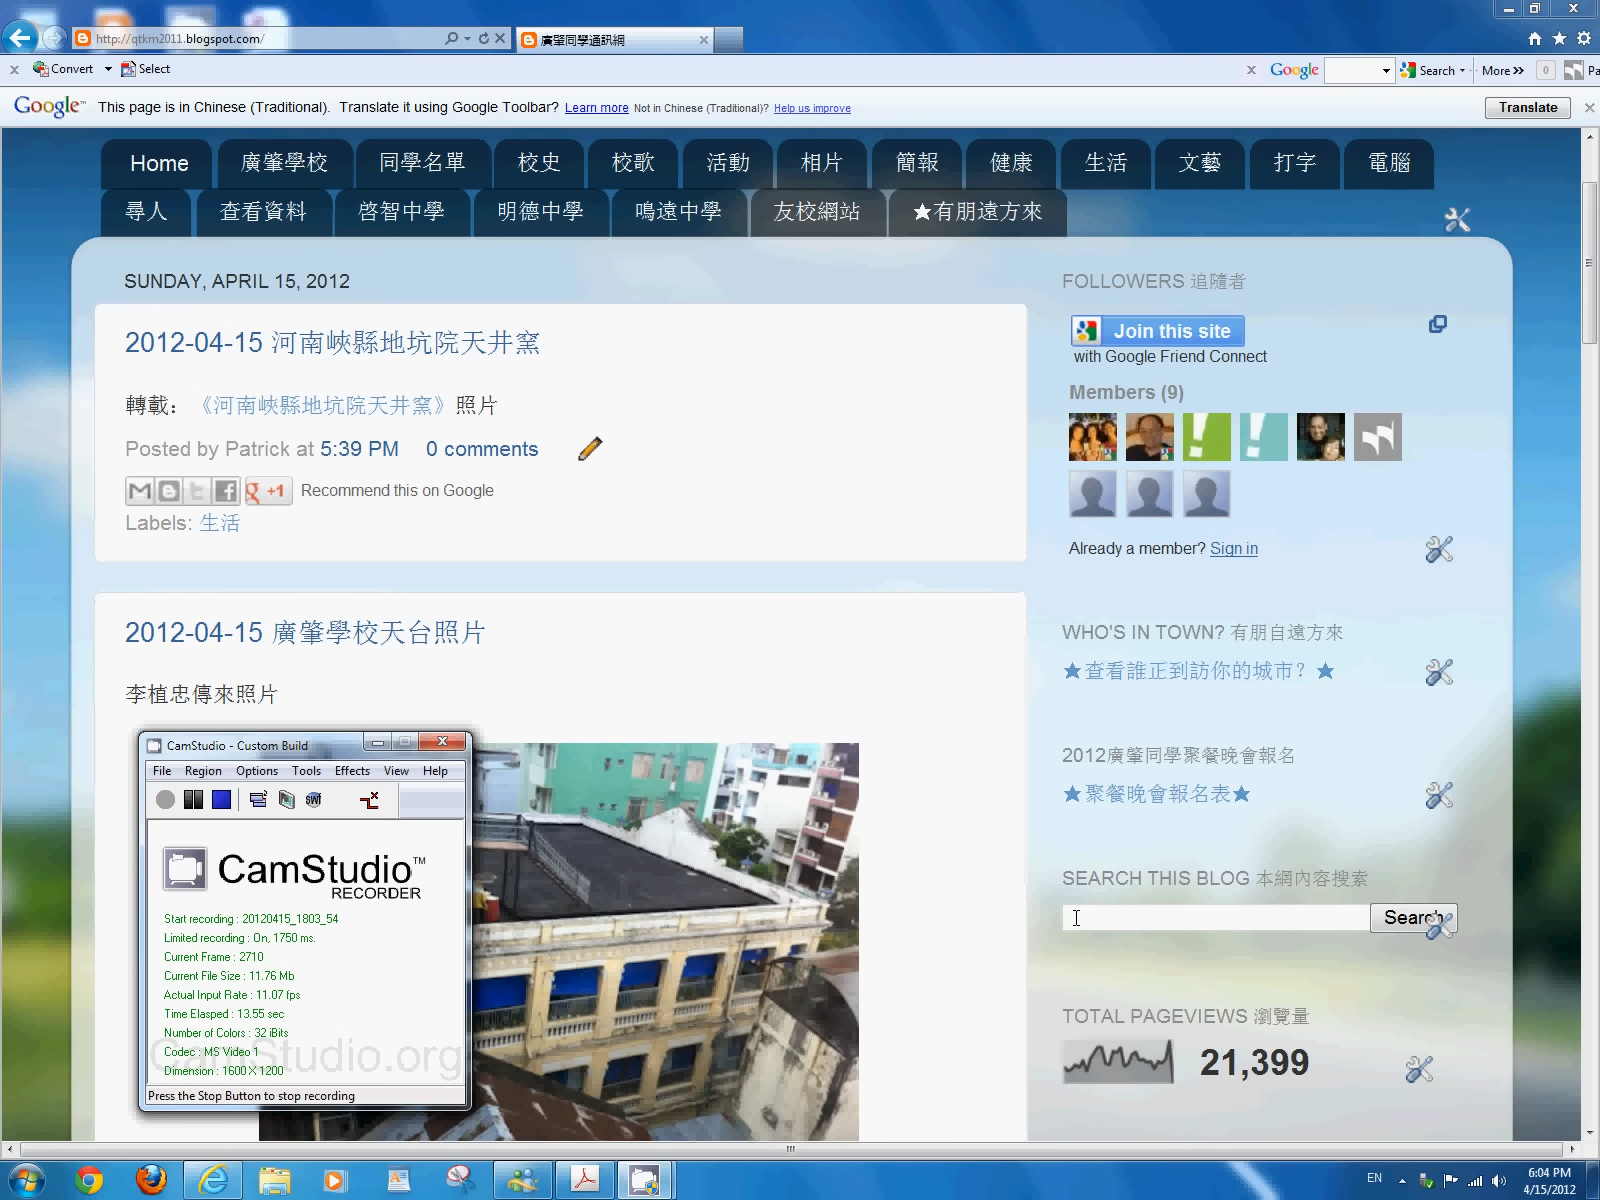 http://qtkm2011.blogspot.com/
廣肇同學通訊網
Convert Select
Google Search More >> 0 Pa
Google™ This page is in Chinese (Traditional). Translate it using Google Toolbar? Learn more Not in Chinese (Traditional)? Help us improve Translate
Home 廣肇學校 同學名單 校史 校歌 活動 相片 簡報 健康 生活 文藝 打字 電腦
尋人 查看資料 啓智中學 明德中學 鳴遠中學 友校網站 ★有朋遠方來
SUNDAY, APRIL 15, 2012
2012-04-15 河南峽縣地坑院天井窯
轉載：《河南峽縣地坑院天井窯》照片
Posted by Patrick at 5:39 PM 0 comments
g +1 Recommend this on Google
Labels: 生活
2012-04-15 廣肇學校天台照片
李植忠傳來照片
CamStudio - Custom Build
File Region Options Tools Effects View Help
CamStudio™
RECORDER
Start recording : 20120415_1803_54
Limited recording : On, 1750 ms.
Current Frame : 2710
Current File Size : 11.76 Mb
Actual Input Rate : 11.07 fps
Time Elasped : 13.55 sec
Number of Colors : 32 iBits
Codec : MS Video 1
Dimension : 1600 X 1200
CamStudio.org
Press the Stop Button to stop recording
FOLLOWERS 追隨者
Join this site
with Google Friend Connect
Members (9)
Already a member? Sign in
WHO'S IN TOWN? 有朋自遠方來
★查看誰正到訪你的城市？★
2012廣肇同學聚餐晚會報名
★聚餐晚會報名表★
SEARCH THIS BLOG 本網內容搜索
Search
TOTAL PAGEVIEWS 瀏覽量
21,399
EN
6:04 PM
4/15/2012